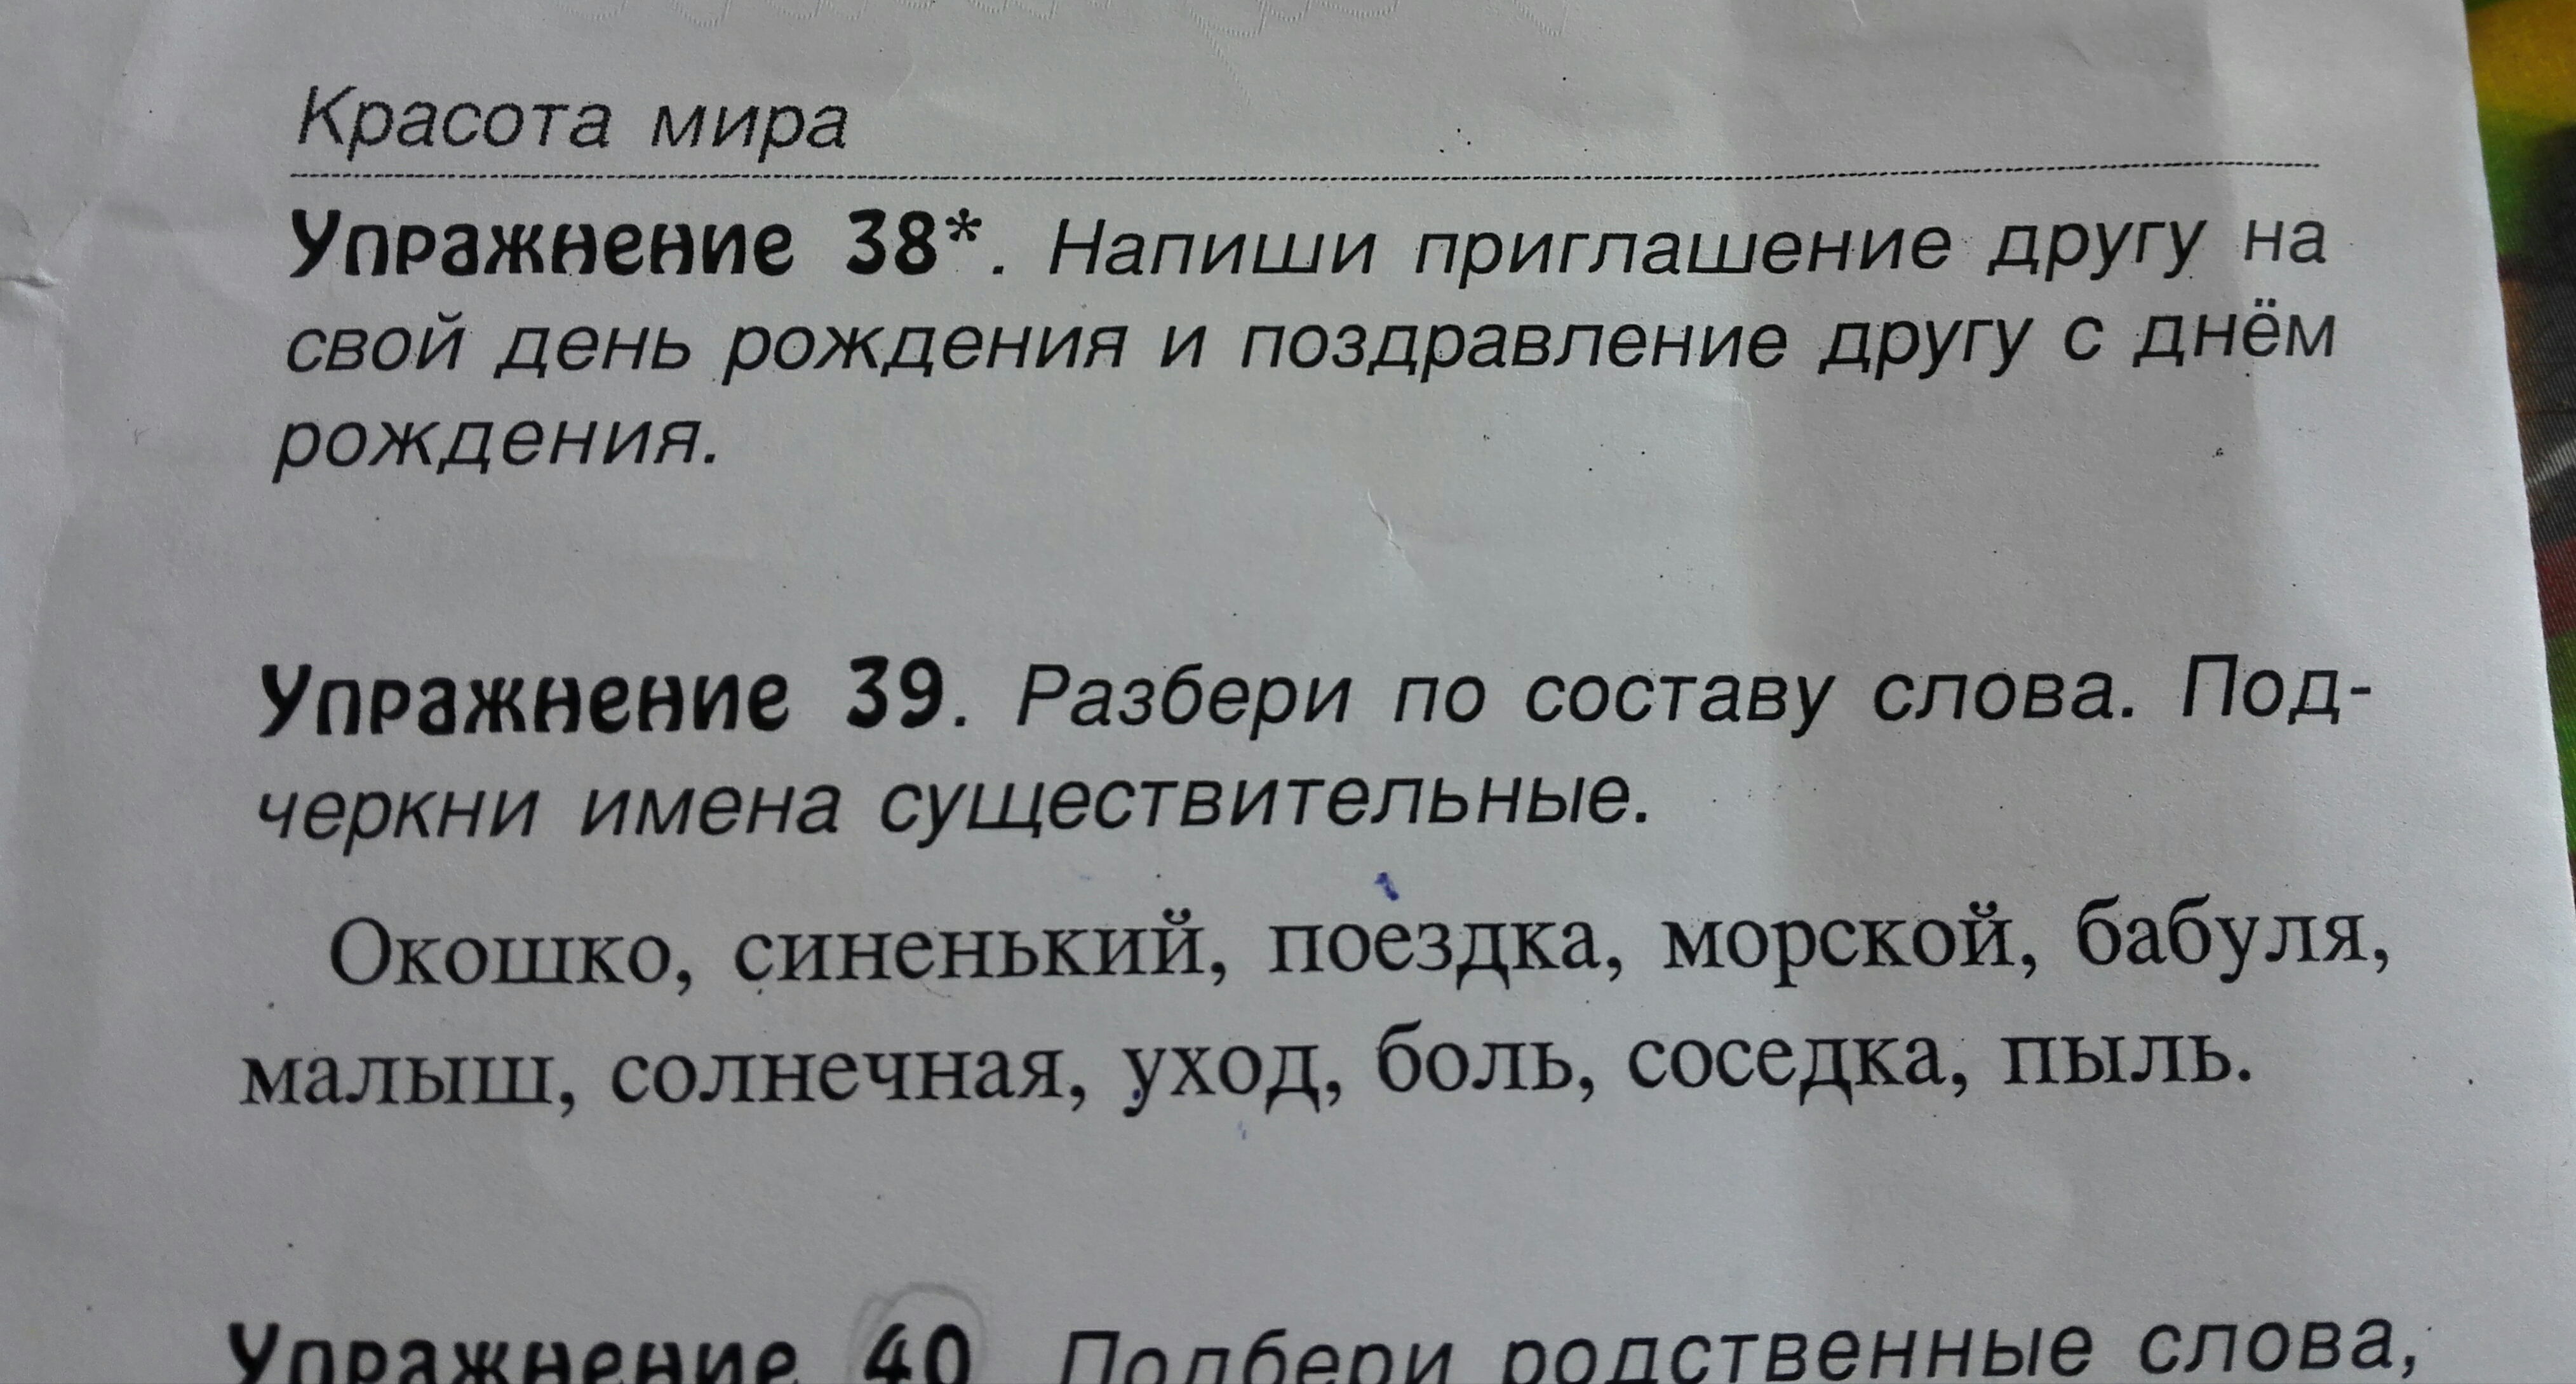 Красота мира
Упражнение 38*. Напиши приглашение другу на
свой день рождения и поздравление другу с днём
рождения.
Упражнение 39. Разбери по составу слова. Под-
черкни имена существительные.
Окошко, синенький, поездка, морской, бабуля,
малыш, солнечная, уход, боль, соседка, пыль.
Упражнение 40 Подбери родственные слова,